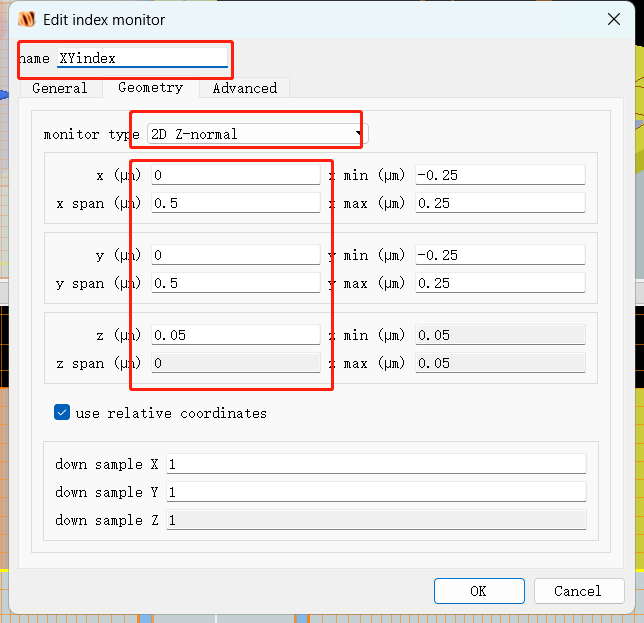 Edit index monitor
name XYindex
General Geometry Advanced
monitor type 2D Z-normal
x (μm) 0 x min (μm) -0.25
x span (μm) 0.5 x max (μm) 0.25
y (μm) 0 y min (μm) -0.25
y span (μm) 0.5 y max (μm) 0.25
z (μm) 0.05 z min (μm) 0.05
z span (μm) 0 z max (μm) 0.05
use relative coordinates
down sample X 1
down sample Y 1
down sample Z 1
OK Cancel